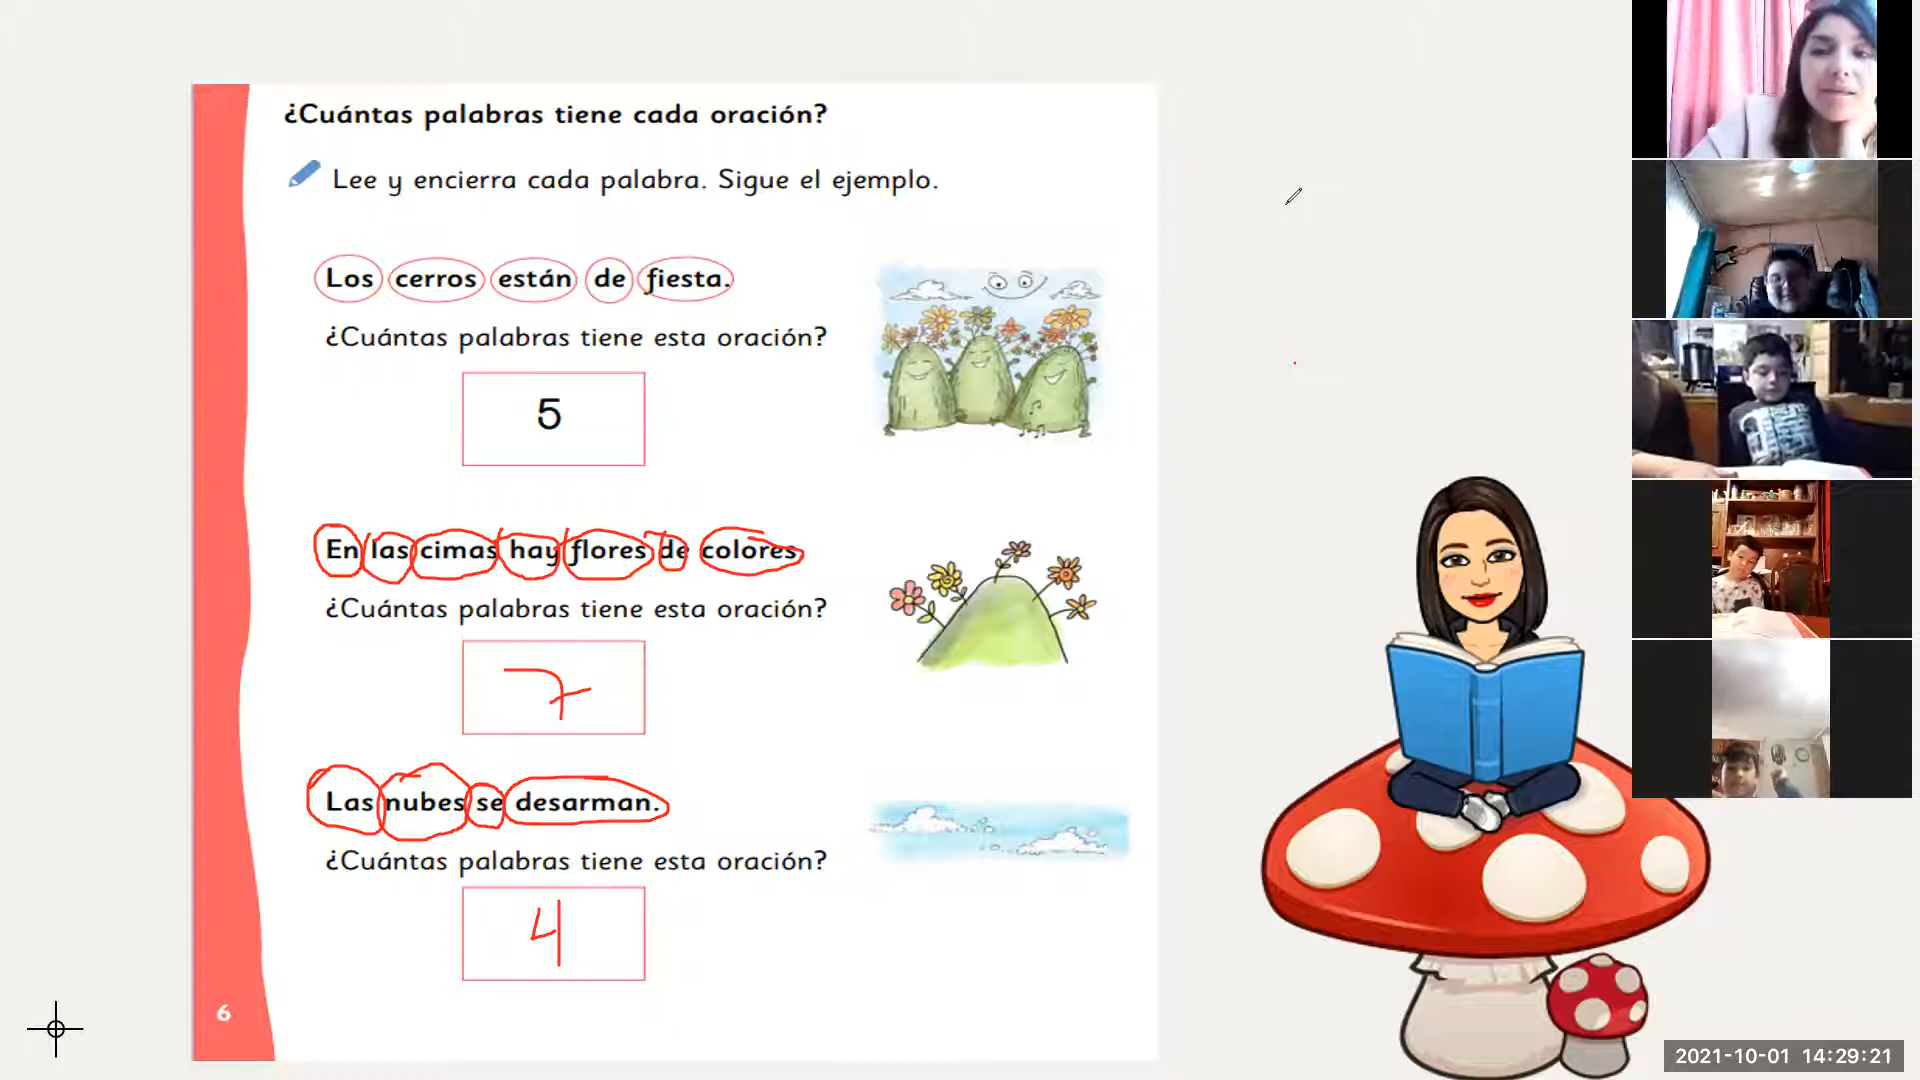 ¿Cuántas palabras tiene cada oración?
Lee y encierra cada palabra. Sigue el ejemplo.
Los cerros están de fiesta.
¿Cuántas palabras tiene esta oración?
5
En las cimas hay flores de colores
¿Cuántas palabras tiene esta oración?
7
Las nubes se desarman.
¿Cuántas palabras tiene esta oración?
4
6
2021-10-01 14:29:21